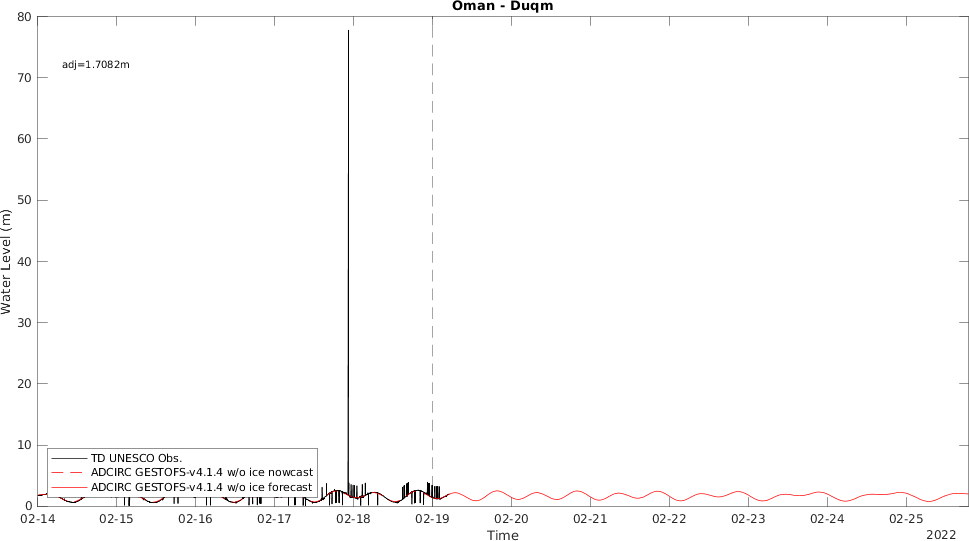 Oman - Duqm
adj=1.7082m
80
70
60
50
40
30
20
10
0
Water Level (m)
TD UNESCO Obs.
ADCIRC GESTOFS-v4.1.4 w/o ice nowcast
ADCIRC GESTOFS-v4.1.4 w/o ice forecast
02-14 02-15 02-16 02-17 02-18 02-19 02-20 02-21 02-22 02-23 02-24 02-25
Time
2022